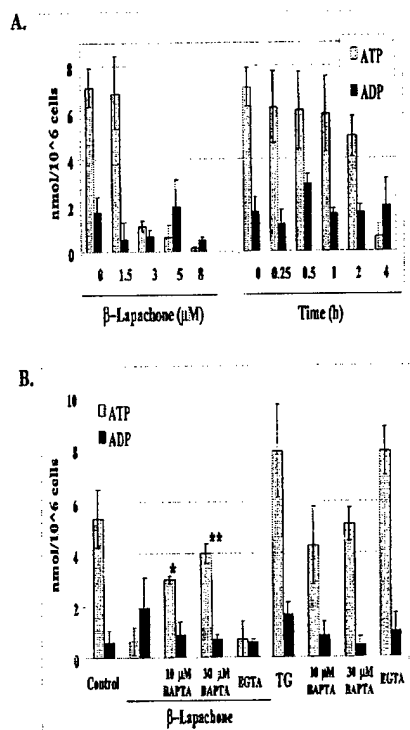 A.
ATP
ADP
nmol/10^6 cells
8
6
4
2
0
0 1.5 3 5 8
β-Lapachone (μM)
0 0.25 0.5 1 2 4
Time (h)
B.
ATP
ADP
nmol/10^6 cells
10
8
6
4
2
0
*
**
Control
10 μM BAPTA
30 μM BAPTA
EGTA
β-Lapachone
TG
10 μM BAPTA
30 μM BAPTA
EGTA